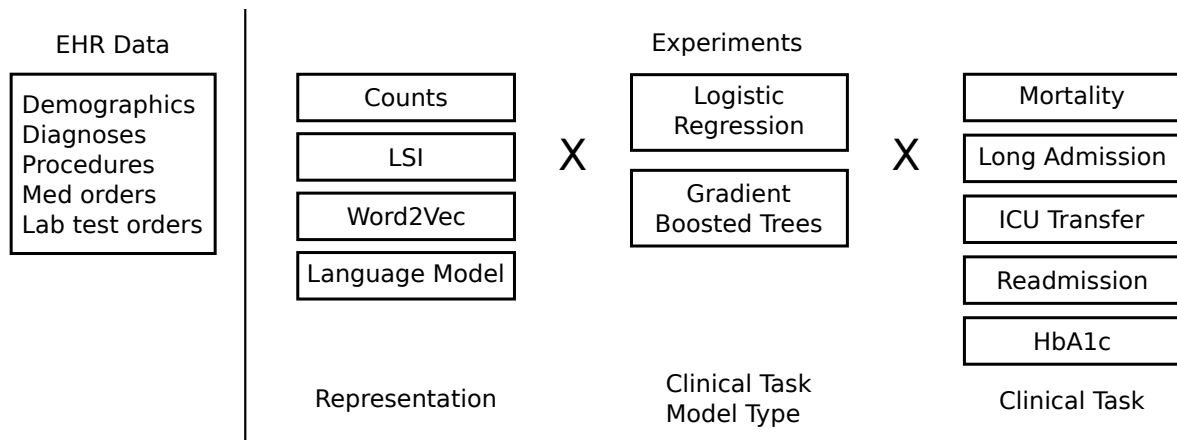 EHR Data
Demographics
Diagnoses
Procedures
Med orders
Lab test orders
Experiments
Counts
LSI
Word2Vec
Language Model
Representation
X
Logistic
Regression
Gradient
Boosted Trees
Clinical Task
Model Type
X
Mortality
Long Admission
ICU Transfer
Readmission
HbA1c
Clinical Task